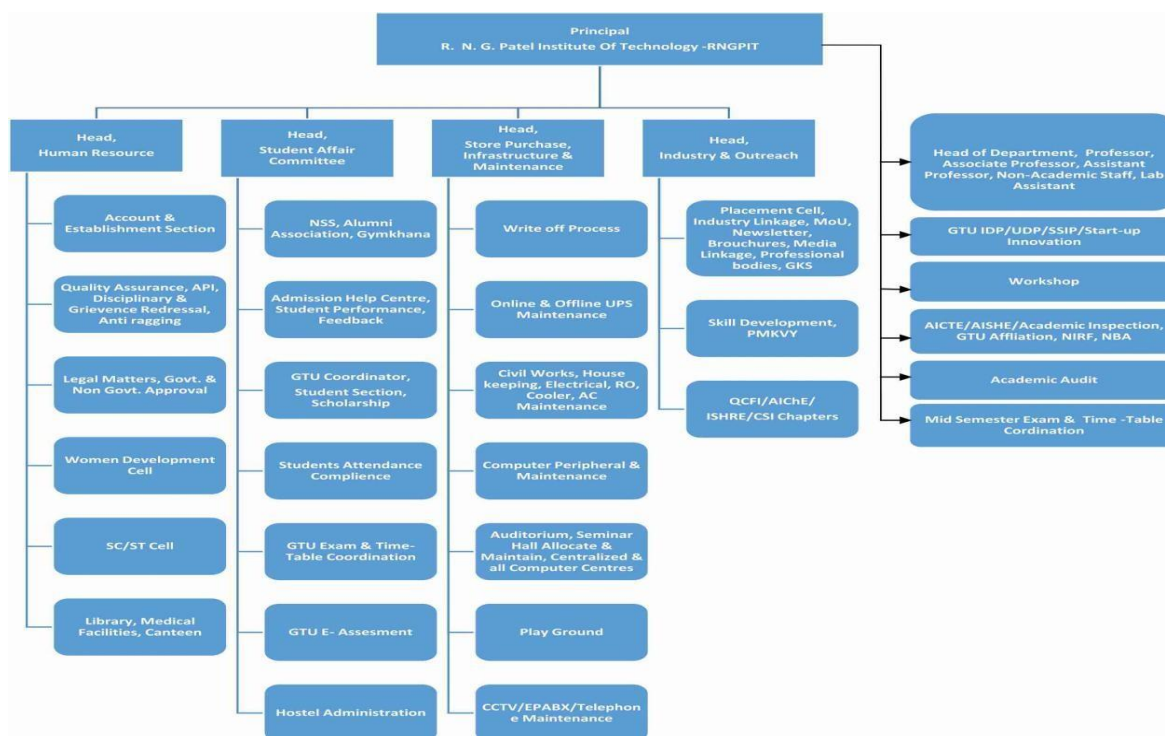 Principal
R. N. G. Patel Institute Of Technology -RNGPIT
Head,
Human Resource
Account &
Establishment Section
Quality Assurance, API,
Disciplinary &
Grievence Redressal,
Anti ragging
Legal Matters, Govt. &
Non Govt. Approval
Women Development
Cell
SC/ST Cell
Library, Medical
Facilities, Canteen
Head,
Student Affair
Committee
NSS, Alumni
Association, Gymkhana
Admission Help Centre,
Student Performance,
Feedback
GTU Coordinator,
Student Section,
Scholarship
Students Attendance
Complience
GTU Exam & Time-
Table Coordination
GTU E- Assesment
Hostel Administration
Head,
Store Purchase,
Infrastructure &
Maintenance
Write off Process
Online & Offline UPS
Maintenance
Civil Works, House
keeping, Electrical, RO,
Cooler, AC
Maintenance
Computer Peripheral &
Maintenance
Auditorium, Seminar
Hall Allocate &
Maintain, Centralized &
all Computer Centres
Play Ground
CCTV/EPABX/Telephon
e Maintenance
Head,
Industry & Outreach
Placement Cell,
Industry Linkage, MoU,
Newsletter,
Brouchures, Media
Linkage, Professional
bodies, GKS
Skill Development,
PMKVY
QCFI/AIChE/
ISHRE/CSI Chapters
Head of Department, Professor,
Associate Professor, Assistant
Professor, Non-Academic Staff, Lab
Assistant
GTU IDP/UDP/SSIP/Start-up
Innovation
Workshop
AICTE/AISHE/Academic Inspection,
GTU Affliation, NIRF, NBA
Academic Audit
Mid Semester Exam & Time -Table
Cordination